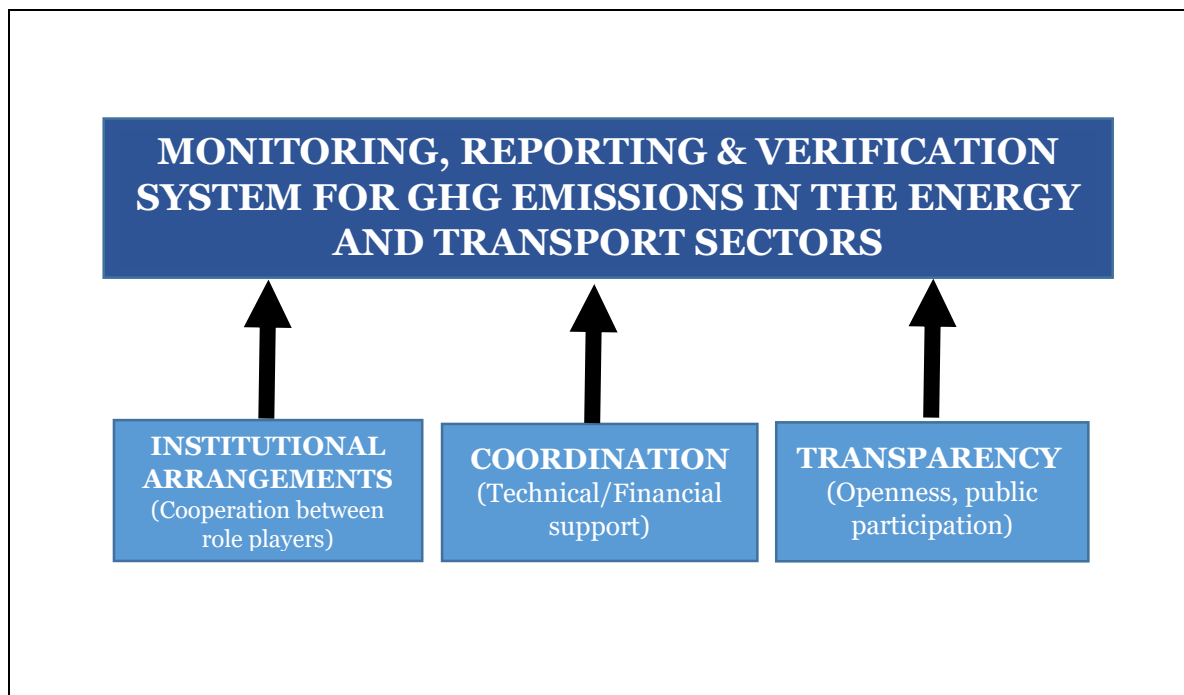 MONITORING, REPORTING & VERIFICATION
SYSTEM FOR GHG EMISSIONS IN THE ENERGY
AND TRANSPORT SECTORS
INSTITUTIONAL
ARRANGEMENTS
(Cooperation between
role players)
COORDINATION
(Technical/Financial
support)
TRANSPARENCY
(Openness, public
participation)